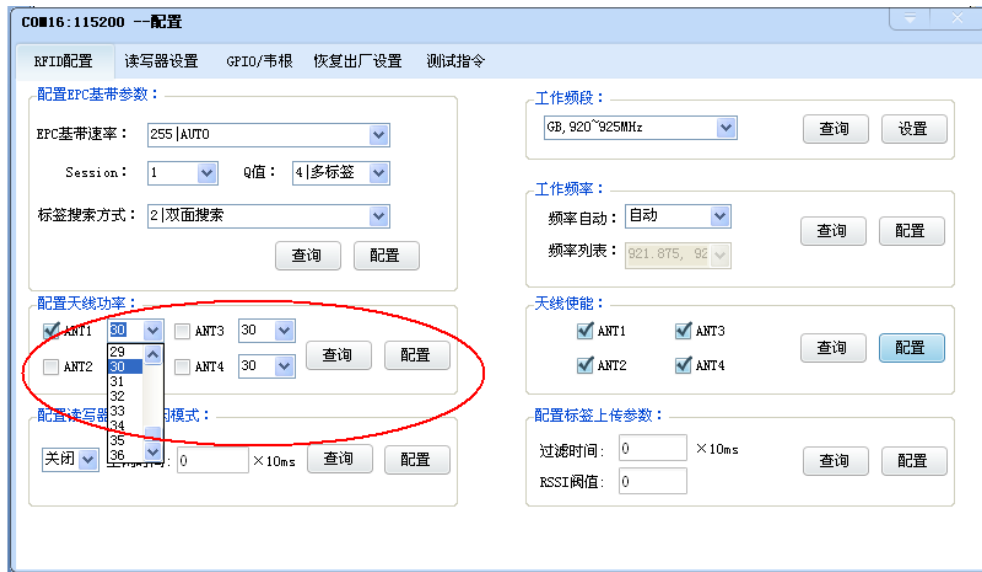 COM16:115200 --配置
RFID配置 读写器设置 GPIO/韦根 恢复出厂设置 测试指令
配置EPC基带参数：
EPC基带速率： 255|AUTO
Session： 1 Q值： 4|多标签
标签搜索方式： 2|双面搜索
查询 配置
工作频段：
GB,920~925MHz 查询 设置
工作频率：
频率自动： 自动
频率列表： 921.875, 92
查询 配置
配置天线功率：
ANT1 30 ANT3 30
ANT2 ANT4 30
查询 配置
29
30
31
32
33
34
35
36
天线使能：
ANT1 ANT3
ANT2 ANT4
查询 配置
配置读写器 闲模式：
关闭 时间: 0 ×10ms 查询 配置
配置标签上传参数：
过滤时间: 0 ×10ms
RSSI阀值: 0
查询 配置